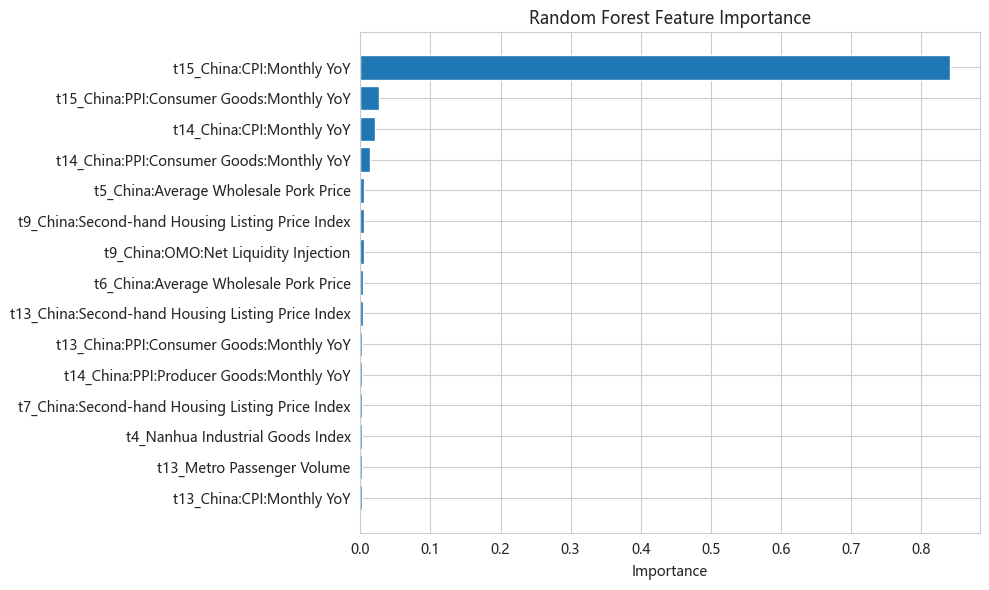 Random Forest Feature Importance
t15_China:CPI:Monthly YoY
t15_China:PPI:Consumer Goods:Monthly YoY
t14_China:CPI:Monthly YoY
t14_China:PPI:Consumer Goods:Monthly YoY
t5_China:Average Wholesale Pork Price
t9_China:Second-hand Housing Listing Price Index
t9_China:OMO:Net Liquidity Injection
t6_China:Average Wholesale Pork Price
t13_China:Second-hand Housing Listing Price Index
t13_China:PPI:Consumer Goods:Monthly YoY
t14_China:PPI:Producer Goods:Monthly YoY
t7_China:Second-hand Housing Listing Price Index
t4_Nanhua Industrial Goods Index
t13_Metro Passenger Volume
t13_China:CPI:Monthly YoY
0.0 0.1 0.2 0.3 0.4 0.5 0.6 0.7 0.8
Importance